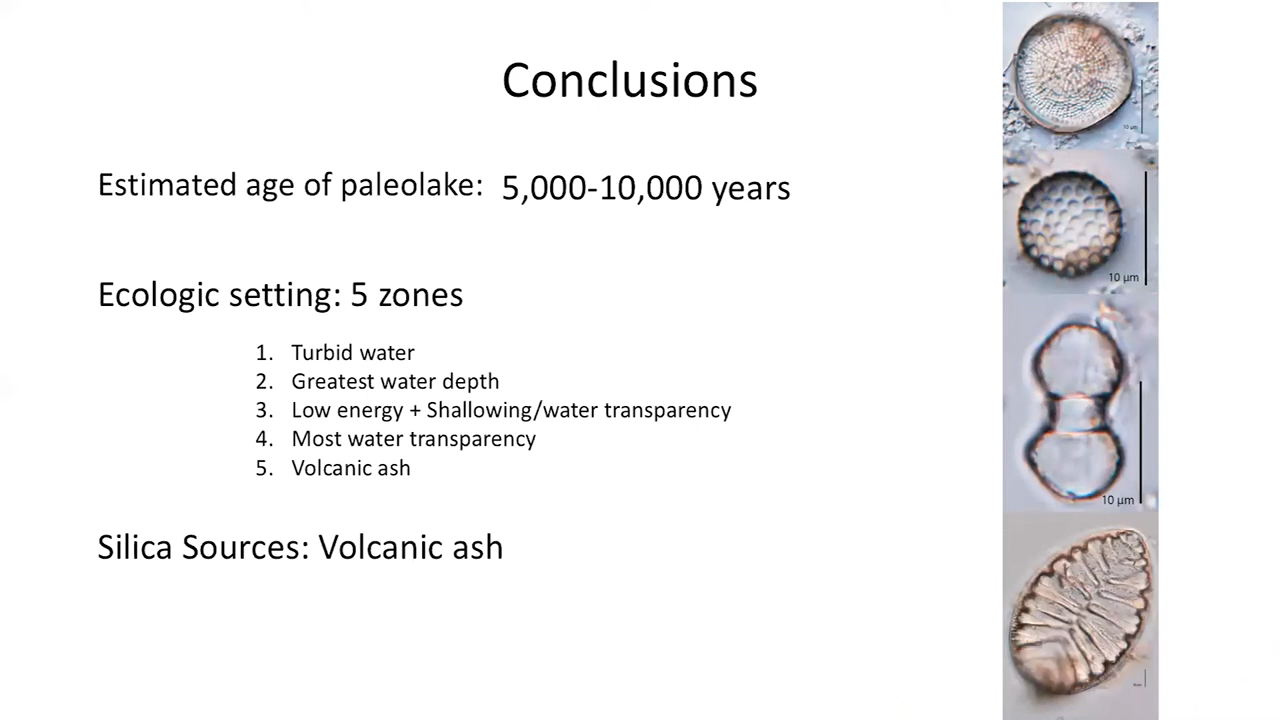 Conclusions
Estimated age of paleolake: 5,000-10,000 years
Ecologic setting: 5 zones
1. Turbid water
2. Greatest water depth
3. Low energy + Shallowing/water transparency
4. Most water transparency
5. Volcanic ash
Silica Sources: Volcanic ash
10 µm
10 µm
10 µm